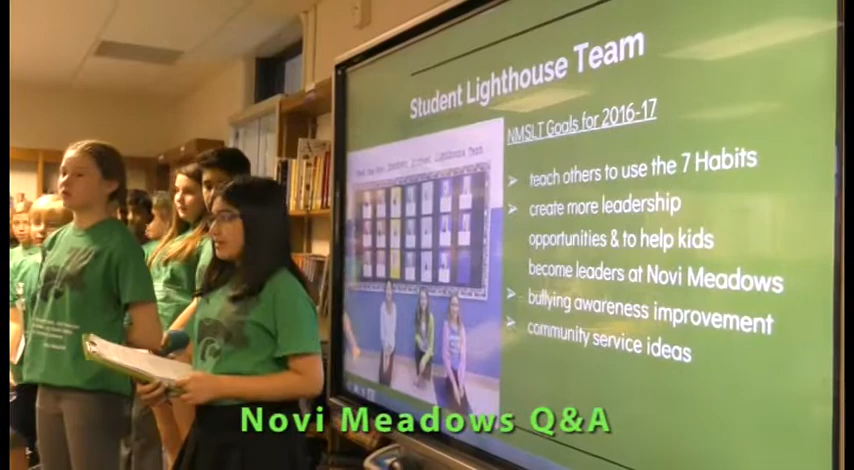 Student Lighthouse Team
NMSLT Goals for 2016-17
➢ teach others to use the 7 Habits
➢ create more leadership
opportunities & to help kids
become leaders at Novi Meadows
➢ bullying awareness improvement
➢ community service ideas
Novi Meadows Q&A